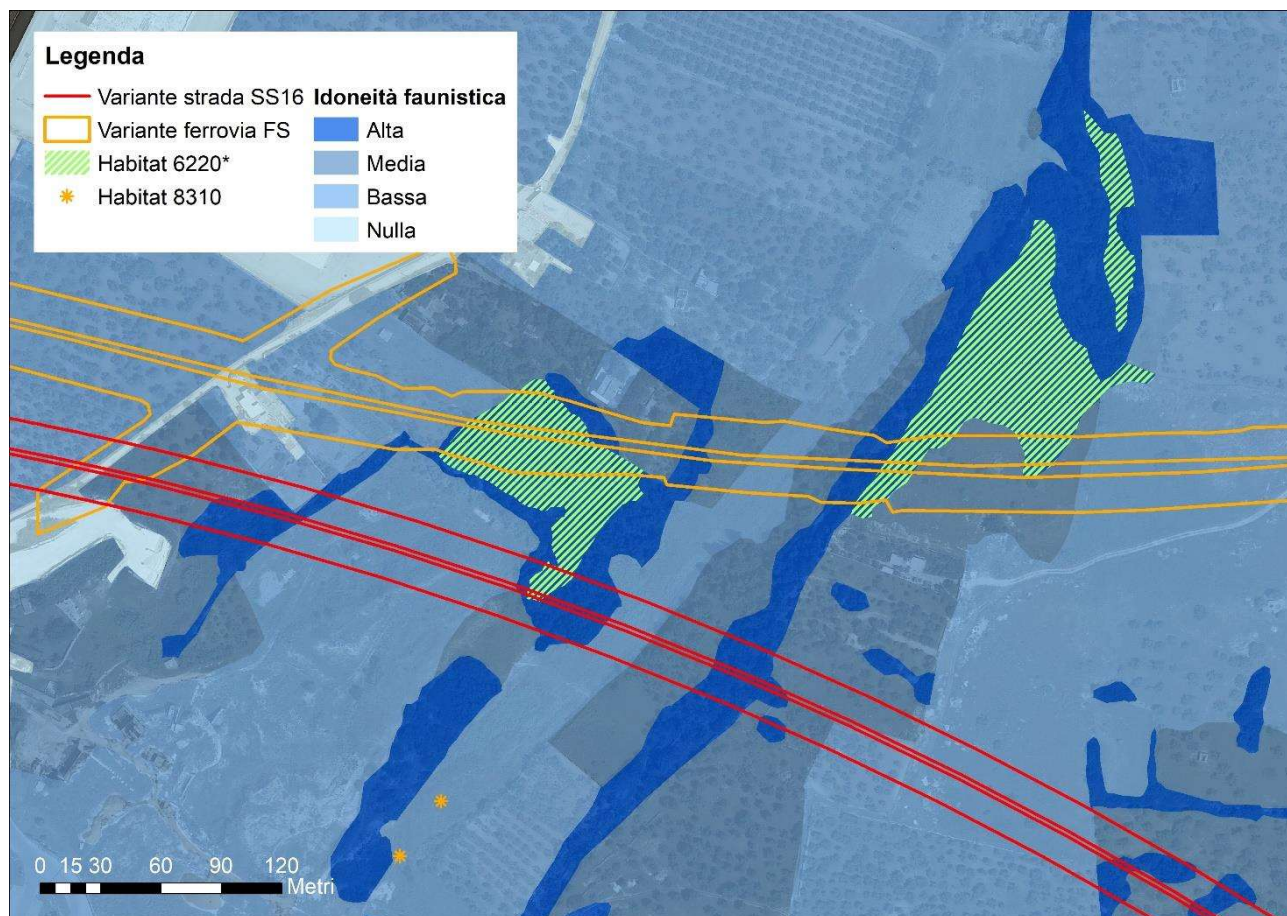 Legenda
Variante strada SS16
Variante ferrovia FS
Habitat 6220*
Habitat 8310
Idoneità faunistica
Alta
Media
Bassa
Nulla
0 15 30 60 90 120
Metri